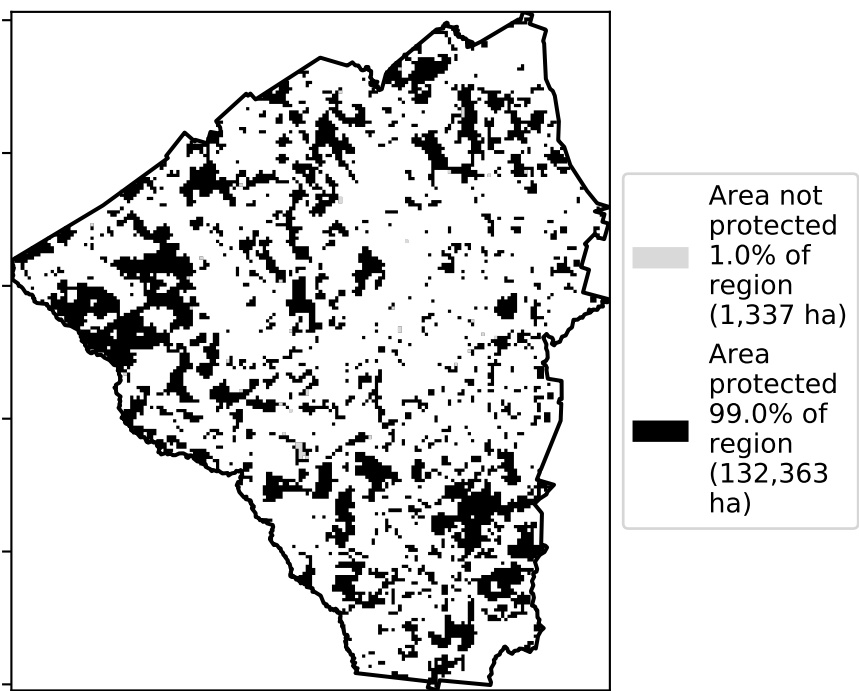 Area not
protected
1.0% of
region
(1,337 ha)
Area
protected
99.0% of
region
(132,363
ha)